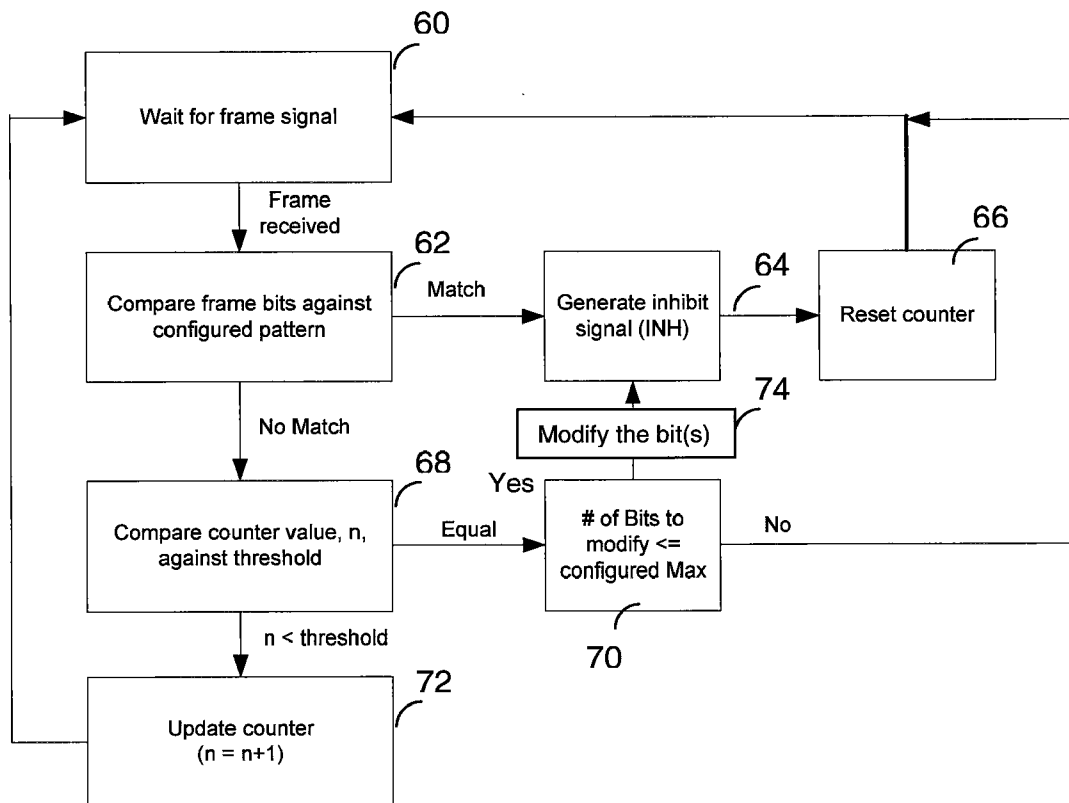 60
Wait for frame signal
Frame
received
62
Compare frame bits against
configured pattern
Match
Generate inhibit
signal (INH)
64
66
Reset counter
No Match
74
Modify the bit(s)
68
Compare counter value, n,
against threshold
Equal
Yes
# of Bits to
modify <=
configured Max
No
70
n < threshold
72
Update counter
(n = n+1)